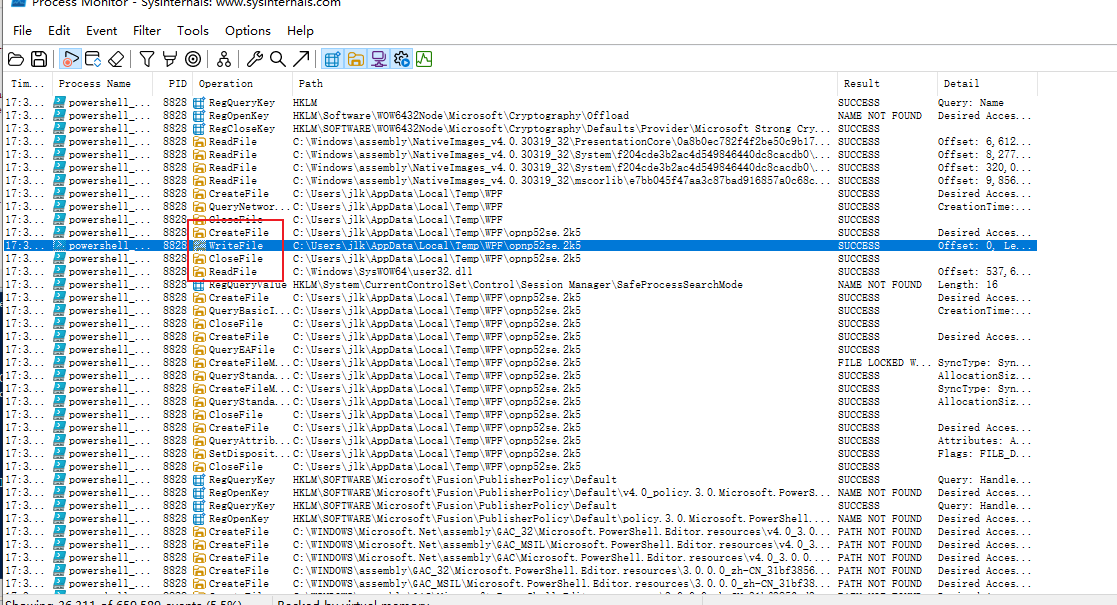 Process Monitor - Sysinternals: www.sysinternals.com
File Edit Event Filter Tools Options Help
Tim... Process Name PID Operation Path Result Detail
17:3... powershell_... 8828 RegQueryKey HKLM SUCCESS Query: Name
17:3... powershell_... 8828 RegOpenKey HKLM\Software\WOW6432Node\Microsoft\Cryptography\Offload NAME NOT FOUND Desired Acces...
17:3... powershell_... 8828 RegCloseKey HKLM\SOFTWARE\WOW6432Node\Microsoft\Cryptography\Defaults\Provider\Microsoft Strong Cry... SUCCESS
17:3... powershell_... 8828 ReadFile C:\Windows\assembly\NativeImages_v4.0.30319_32\PresentationCore\0a8b0ec782f4f2be50c9b17... SUCCESS Offset: 6,612...
17:3... powershell_... 8828 ReadFile C:\Windows\assembly\NativeImages_v4.0.30319_32\System\f204cde3b2ac4d549846440dc8cacdb0\... SUCCESS Offset: 8,277...
17:3... powershell_... 8828 ReadFile C:\Windows\assembly\NativeImages_v4.0.30319_32\System\f204cde3b2ac4d549846440dc8cacdb0\... SUCCESS Offset: 320,0...
17:3... powershell_... 8828 ReadFile C:\Windows\assembly\NativeImages_v4.0.30319_32\mscorlib\e7bb045f47aa3c87bad916857a0c68c... SUCCESS Offset: 9,856...
17:3... powershell_... 8828 CreateFile C:\Users\jlk\AppData\Local\Temp\WPF SUCCESS Desired Acces...
17:3... powershell_... 8828 QueryNetwor... C:\Users\jlk\AppData\Local\Temp\WPF SUCCESS CreationTime:...
17:3... powershell_... 8828 CloseFile C:\Users\jlk\AppData\Local\Temp\WPF SUCCESS
17:3... powershell_... 8828 CreateFile C:\Users\jlk\AppData\Local\Temp\WPF\opnp52se.2k5 SUCCESS Desired Acces...
17:3... powershell_... 8828 WriteFile C:\Users\jlk\AppData\Local\Temp\WPF\opnp52se.2k5 SUCCESS Offset: 0, Le...
17:3... powershell_... 8828 CloseFile C:\Users\jlk\AppData\Local\Temp\WPF\opnp52se.2k5 SUCCESS
17:3... powershell_... 8828 ReadFile C:\Windows\SysWOW64\user32.dll SUCCESS Offset: 537,6...
17:3... powershell_... 8828 RegQueryValue HKLM\System\CurrentControlSet\Control\Session Manager\SafeProcessSearchMode NAME NOT FOUND Length: 16
17:3... powershell_... 8828 CreateFile C:\Users\jlk\AppData\Local\Temp\WPF\opnp52se.2k5 SUCCESS Desired Acces...
17:3... powershell_... 8828 QueryBasicI... C:\Users\jlk\AppData\Local\Temp\WPF\opnp52se.2k5 SUCCESS CreationTime:...
17:3... powershell_... 8828 CloseFile C:\Users\jlk\AppData\Local\Temp\WPF\opnp52se.2k5 SUCCESS
17:3... powershell_... 8828 CreateFile C:\Users\jlk\AppData\Local\Temp\WPF\opnp52se.2k5 SUCCESS Desired Acces...
17:3... powershell_... 8828 QueryEAFile C:\Users\jlk\AppData\Local\Temp\WPF\opnp52se.2k5 SUCCESS
17:3... powershell_... 8828 CreateFileM... C:\Users\jlk\AppData\Local\Temp\WPF\opnp52se.2k5 FILE LOCKED W... SyncType: Syn...
17:3... powershell_... 8828 QueryStanda... C:\Users\jlk\AppData\Local\Temp\WPF\opnp52se.2k5 SUCCESS AllocationSiz...
17:3... powershell_... 8828 CreateFileM... C:\Users\jlk\AppData\Local\Temp\WPF\opnp52se.2k5 SUCCESS SyncType: Syn...
17:3... powershell_... 8828 QueryStanda... C:\Users\jlk\AppData\Local\Temp\WPF\opnp52se.2k5 SUCCESS AllocationSiz...
17:3... powershell_... 8828 CloseFile C:\Users\jlk\AppData\Local\Temp\WPF\opnp52se.2k5 SUCCESS
17:3... powershell_... 8828 CreateFile C:\Users\jlk\AppData\Local\Temp\WPF\opnp52se.2k5 SUCCESS Desired Acces...
17:3... powershell_... 8828 QueryAttrib... C:\Users\jlk\AppData\Local\Temp\WPF\opnp52se.2k5 SUCCESS Attributes: A...
17:3... powershell_... 8828 SetDisposit... C:\Users\jlk\AppData\Local\Temp\WPF\opnp52se.2k5 SUCCESS Flags: FILE_D...
17:3... powershell_... 8828 CloseFile C:\Users\jlk\AppData\Local\Temp\WPF\opnp52se.2k5 SUCCESS
17:3... powershell_... 8828 RegQueryKey HKLM\SOFTWARE\Microsoft\Fusion\PublisherPolicy\Default SUCCESS Query: Handle...
17:3... powershell_... 8828 RegOpenKey HKLM\SOFTWARE\Microsoft\Fusion\PublisherPolicy\Default\v4.0_policy.3.0.Microsoft.PowerS... NAME NOT FOUND Desired Acces...
17:3... powershell_... 8828 RegQueryKey HKLM\SOFTWARE\Microsoft\Fusion\PublisherPolicy\Default SUCCESS Query: Handle...
17:3... powershell_... 8828 RegOpenKey HKLM\SOFTWARE\Microsoft\Fusion\PublisherPolicy\Default\policy.3.0.Microsoft.PowerShell... NAME NOT FOUND Desired Acces...
17:3... powershell_... 8828 CreateFile C:\WINDOWS\Microsoft.Net\assembly\GAC_32\Microsoft.PowerShell.Editor.resources\v4.0_3... PATH NOT FOUND Desired Acces...
17:3... powershell_... 8828 CreateFile C:\WINDOWS\Microsoft.Net\assembly\GAC_MSIL\Microsoft.PowerShell.Editor.resources\v4.0_3... PATH NOT FOUND Desired Acces...
17:3... powershell_... 8828 CreateFile C:\WINDOWS\Microsoft.Net\assembly\GAC\Microsoft.PowerShell.Editor.resources\v4.0_3.0.0... PATH NOT FOUND Desired Acces...
17:3... powershell_... 8828 CreateFile C:\WINDOWS\assembly\GAC_32\Microsoft.PowerShell.Editor.resources\3.0.0.0_zh-CN_31bf3856... PATH NOT FOUND Desired Acces...
17:3... powershell_... 8828 CreateFile C:\WINDOWS\assembly\GAC_MSIL\Microsoft.PowerShell.Editor.resources\3.0.0.0_zh-CN_31bf38... PATH NOT FOUND Desired Acces...
Backed by virtual memory